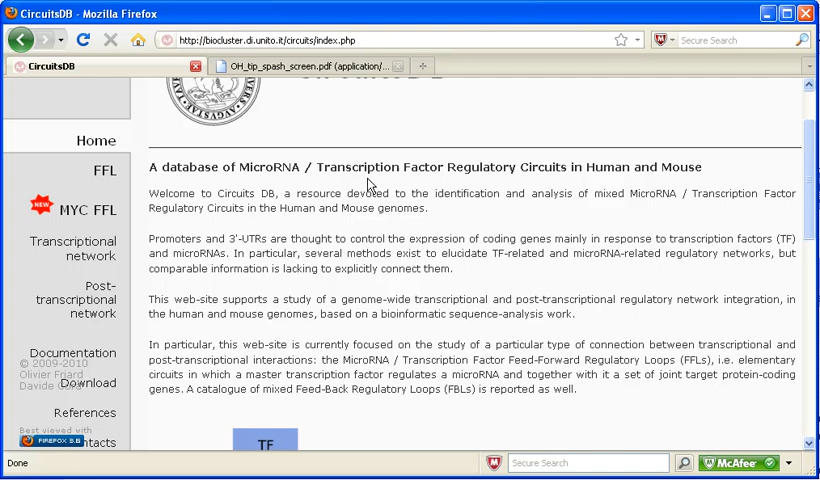 CircuitsDB - Mozilla Firefox
http://biocluster.di.unito.it/circuits/index.php
Secure Search
CircuitsDB
OH_tip_spash_screen.pdf (application/...
Home
FFL
NEW
MYC FFL
Transcriptional
network
Post-
transcriptional
network
Documentation
© 2009-2010
Olivier Friard
Download
References
Best viewed with
FIREFOX 3.5
A database of MicroRNA / Transcription Factor Regulatory Circuits in Human and Mouse
Welcome to Circuits DB, a resource devoted to the identification and analysis of mixed MicroRNA / Transcription Factor
Regulatory Circuits in the Human and Mouse genomes.
Promoters and 3'-UTRs are thought to control the expression of coding genes mainly in response to transcription factors (TF)
and microRNAs. In particular, several methods exist to elucidate TF-related and microRNA-related regulatory networks, but
comparable information is lacking to explicitly connect them.
This web-site supports a study of a genome-wide transcriptional and post-transcriptional regulatory network integration, in
the human and mouse genomes, based on a bioinformatic sequence-analysis work.
In particular, this web-site is currently focused on the study of a particular type of connection between transcriptional and
post-transcriptional interactions: the MicroRNA / Transcription Factor Feed-Forward Regulatory Loops (FFLs), i.e. elementary
circuits in which a master transcription factor regulates a microRNA and together with it a set of joint target protein-coding
genes. A catalogue of mixed Feed-Back Regulatory Loops (FBLs) is reported as well.
TF
Done
Secure Search
McAfee